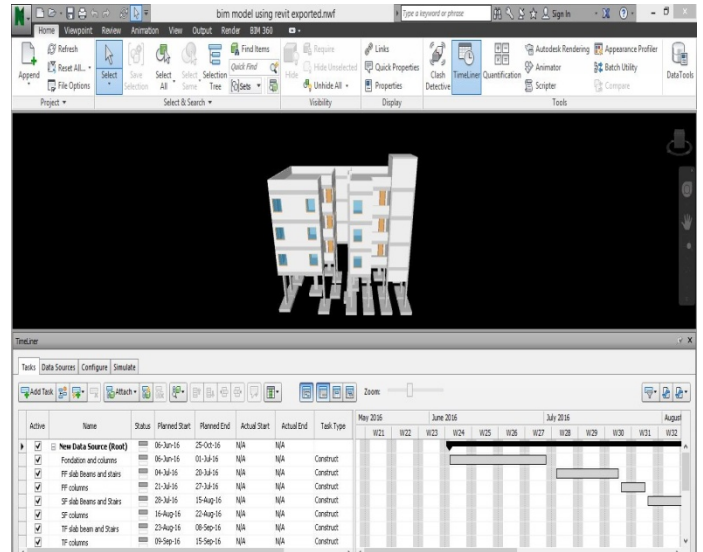 bim model using revit exported.nwf
Type a keyword or phrase
Sign In
Home Viewpoint Review Animation View Output Render BIM 360
Append
Refresh
Reset All...
File Options
Select
Save Selection
Select All
Select Same
Selection Tree
Find Items
Quick Find
Sets
Hide
Require
Hide Unselected
Unhide All
Links
Quick Properties
Properties
Clash Detective
TimeLiner
Quantification
Autodesk Rendering
Animator
Scripter
Appearance Profiler
Batch Utility
Compare
DataTools
Project Select & Search Visibility Display Tools
TimeLiner
Tasks Data Sources Configure Simulate
Add Task Attach Zoom:
Active Name Status Planned Start Planned End Actual Start Actual End Task Type
May 2016 June 2016 July 2016 August
W21 W22 W23 W24 W25 W26 W27 W28 W29 W30 W31 W32
New Data Source (Root) 06-Jun-16 25-Oct-16 N/A N/A
Fondation and columns 06-Jun-16 01-Jul-16 N/A N/A Construct
FF slab Beams and stairs 04-Jul-16 20-Jul-16 N/A N/A Construct
FF columns 21-Jul-16 27-Jul-16 N/A N/A Construct
SF slab Beams and Stairs 28-Jul-16 15-Aug-16 N/A N/A Construct
SF columns 16-Aug-16 22-Aug-16 N/A N/A Construct
TF slab beam and Stairs 23-Aug-16 08-Sep-16 N/A N/A Construct
TF columns 09-Sep-16 15-Sep-16 N/A N/A Construct